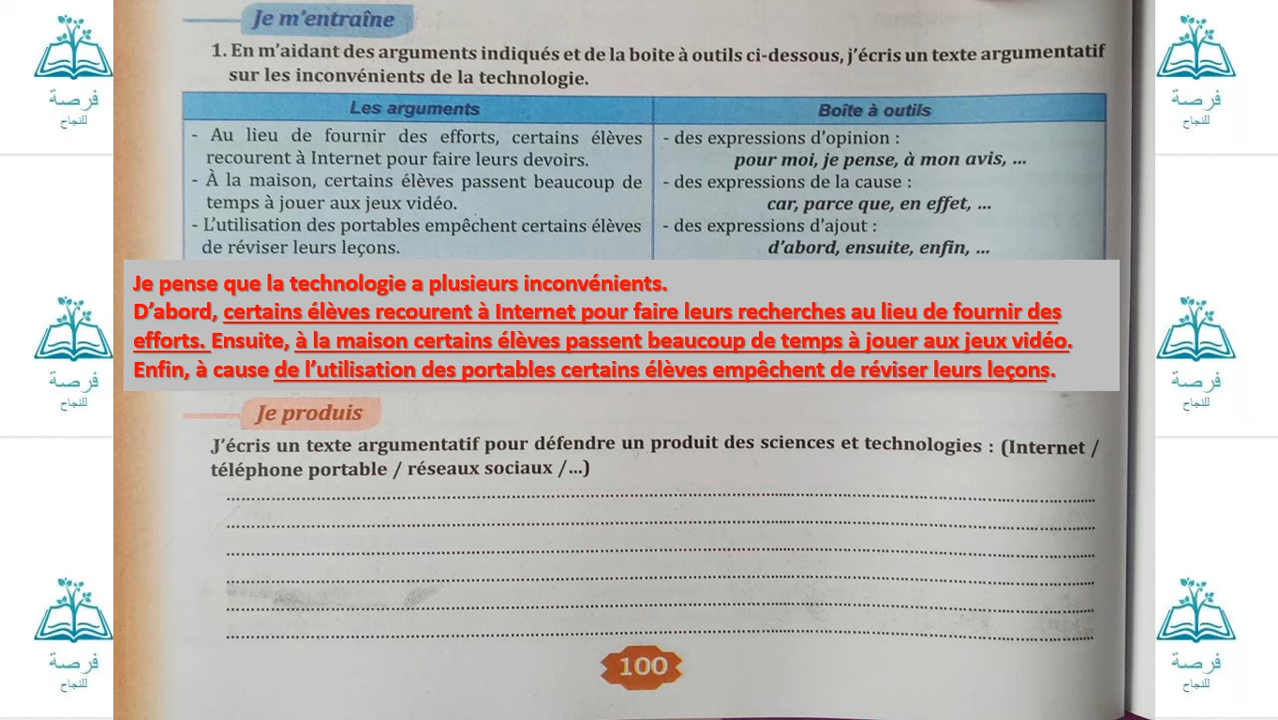 Je m'entraîne
1. En m'aidant des arguments indiqués et de la boite à outils ci-dessous, j'écris un texte argumentatif
sur les inconvénients de la technologie.
Les arguments
- Au lieu de fournir des efforts, certains élèves
recourent à Internet pour faire leurs devoirs.
- À la maison, certains élèves passent beaucoup de
temps à jouer aux jeux vidéo.
- L'utilisation des portables empêchent certains élèves
de réviser leurs leçons.
Boîte à outils
- des expressions d'opinion :
pour moi, je pense, à mon avis, ...
- des expressions de la cause :
car, parce que, en effet, ...
- des expressions d'ajout :
d'abord, ensuite, enfin, ...
Je pense que la technologie a plusieurs inconvénients.
D'abord, certains élèves recourent à Internet pour faire leurs recherches au lieu de fournir des
efforts. Ensuite, à la maison certains élèves passent beaucoup de temps à jouer aux jeux vidéo.
Enfin, à cause de l'utilisation des portables certains élèves empêchent de réviser leurs leçons.
Je produis
J'écris un texte argumentatif pour défendre un produit des sciences et technologies : (Internet /
téléphone portable / réseaux sociaux /...)
100
فرصة
للنجاح
فرصة
للنجاح
فرصة
للنجاح
فرصة
للنجاح
فرصة
للنجاح
فرصة
للنجاح